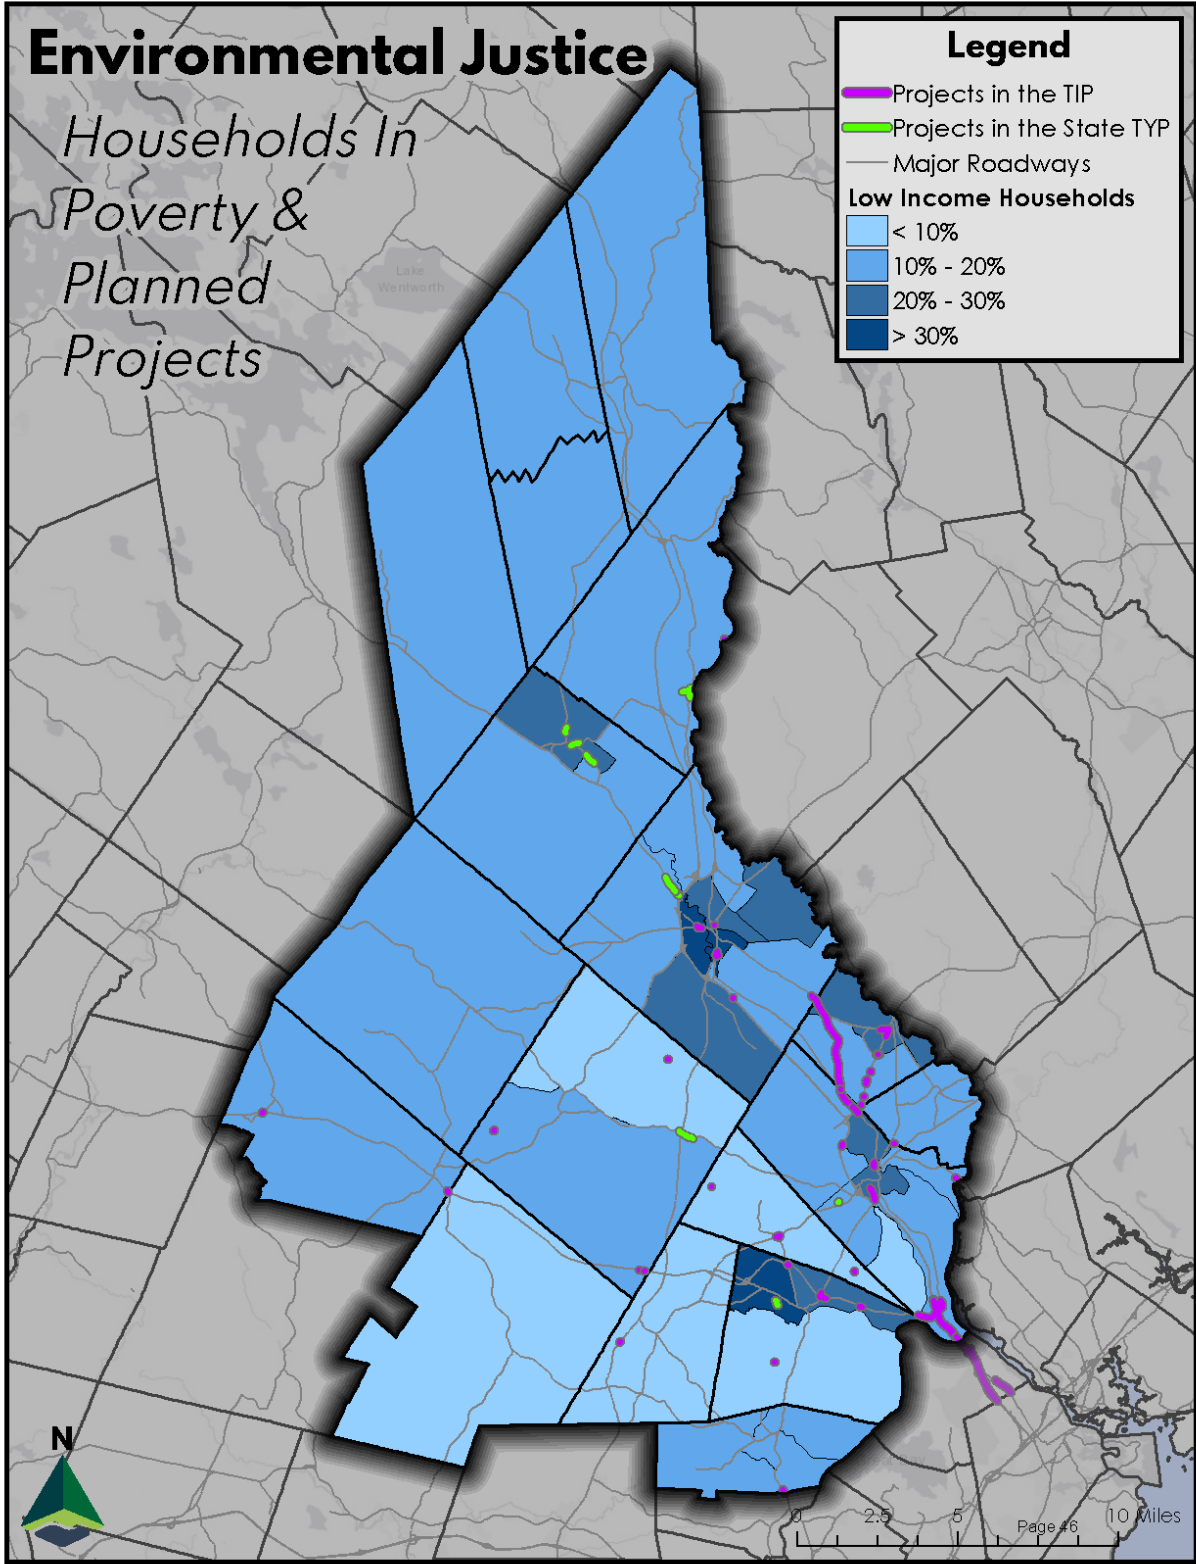 Environmental Justice
Households In
Poverty &
Planned
Projects
Legend
Projects in the TIP
Projects in the State TYP
Major Roadways
Low Income Households
< 10%
10% - 20%
20% - 30%
> 30%
Lake
Wentworth
N
0 2.5 5 10 Miles
Page 46